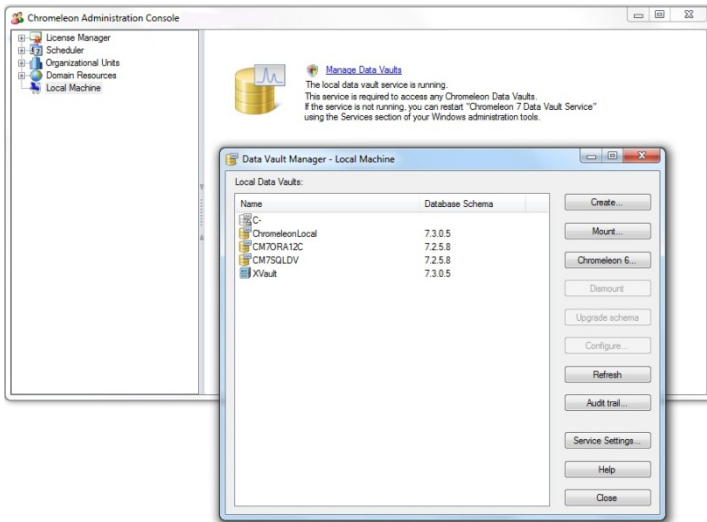 Chromeleon Administration Console
License Manager
Scheduler
Organizational Units
Domain Resources
Local Machine
Manage Data Vaults
The local data vault service is running.
This service is required to access any Chromeleon Data Vaults.
If the service is not running, you can restart "Chromeleon 7 Data Vault Service"
using the Services section of your Windows administration tools.
Data Vault Manager - Local Machine
Local Data Vaults:
Name Database Schema
C-
ChromeleonLocal 7.3.0.5
CM7ORA12C 7.2.5.8
CM7SQLDV 7.2.5.8
XVault 7.3.0.5
Create...
Mount...
Chromeleon 6...
Dismount
Upgrade schema
Configure...
Refresh
Audit trail...
Service Settings...
Help
Close